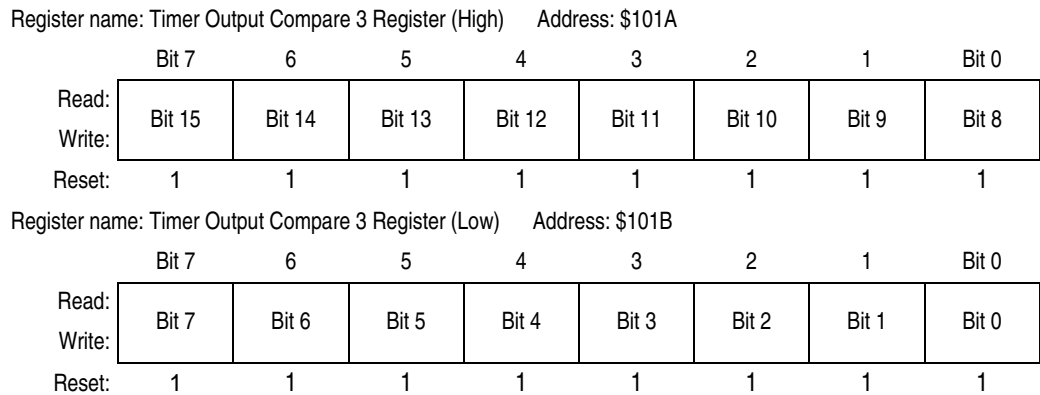 Register name: Timer Output Compare 3 Register (High) Address: $101A
Bit 7 6 5 4 3 2 1 Bit 0
Read:
Bit 15 Bit 14 Bit 13 Bit 12 Bit 11 Bit 10 Bit 9 Bit 8
Write:
Reset: 1 1 1 1 1 1 1 1
Register name: Timer Output Compare 3 Register (Low) Address: $101B
Bit 7 6 5 4 3 2 1 Bit 0
Read:
Bit 7 Bit 6 Bit 5 Bit 4 Bit 3 Bit 2 Bit 1 Bit 0
Write:
Reset: 1 1 1 1 1 1 1 1